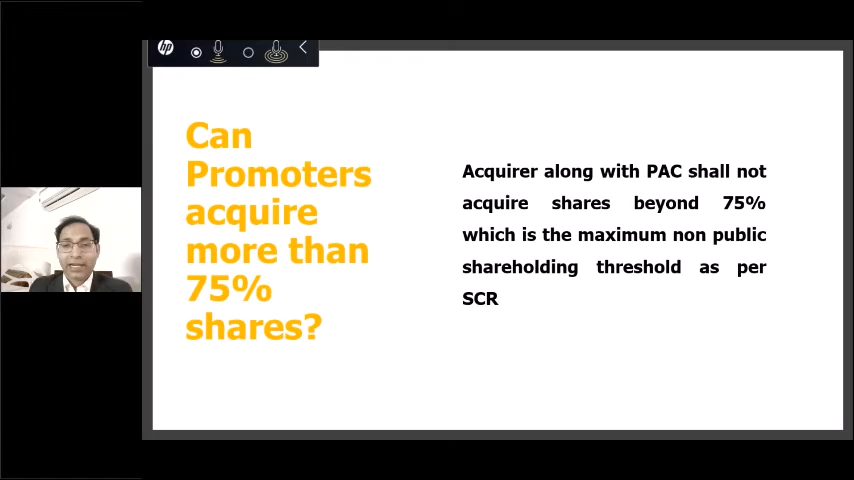 hp
Can
Promoters
acquire
more than
75%
shares?
Acquirer along with PAC shall not
acquire shares beyond 75%
which is the maximum non public
shareholding threshold as per
SCR